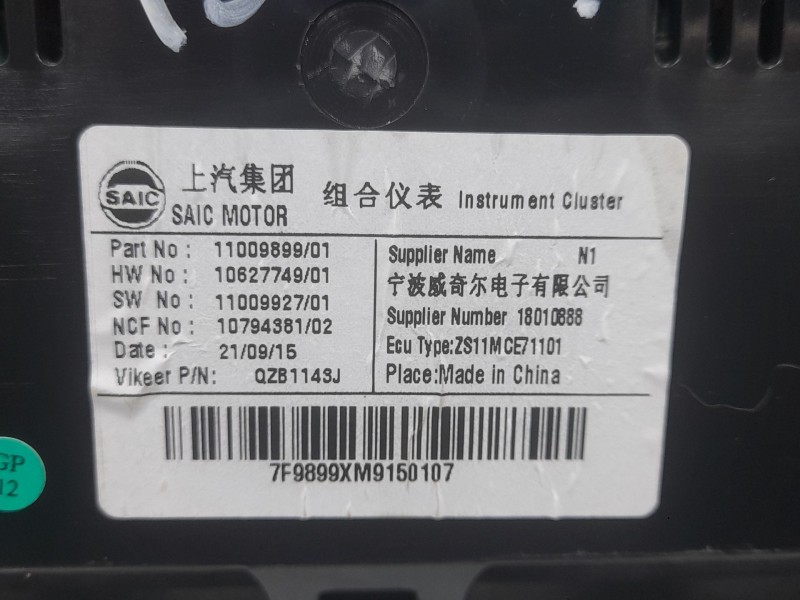 SAIC 上汽集团
SAIC MOTOR
组合仪表 Instrument Cluster
Part No : 11009899/01
HW No : 10627749/01
SW No : 11009927/01
NCF No : 10794381/02
Date : 21/09/15
Vikeer P/N: QZB1143J
Supplier Name N1
宁波威奇尔电子有限公司
Supplier Number 18010888
Ecu Type:ZS11MCE71101
Place:Made in China
7F9899XM9150107
GP
12